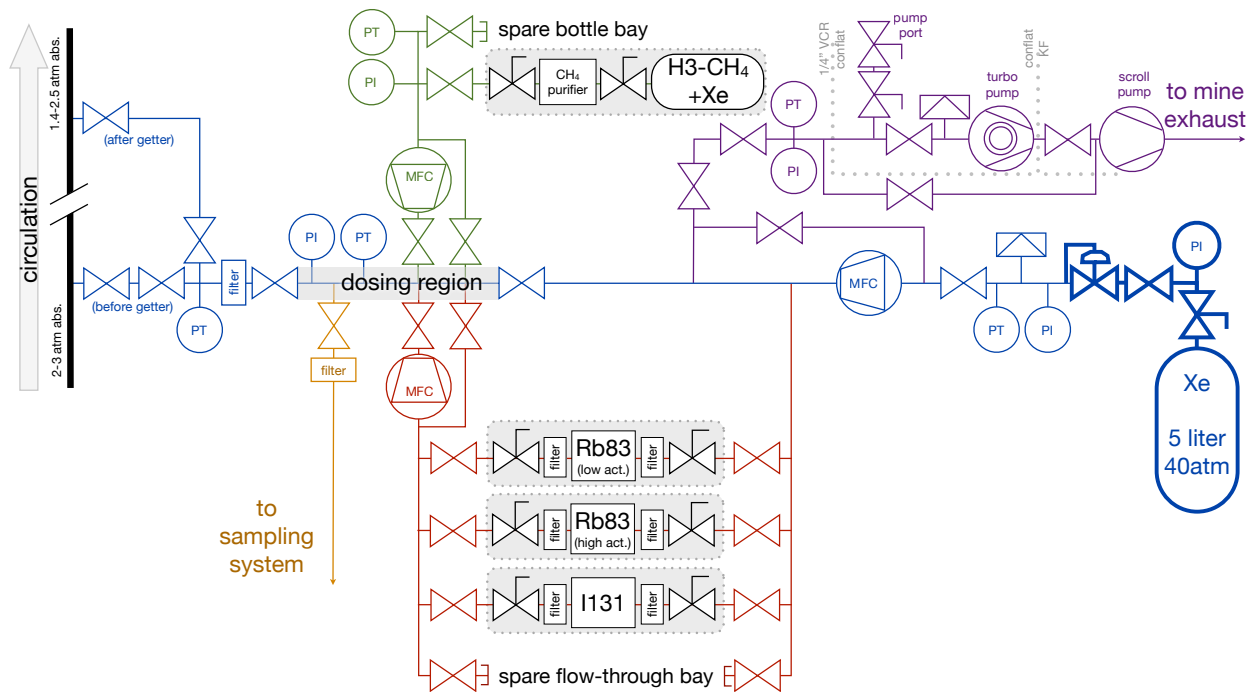 PT
spare bottle bay
PI
CH₄
purifier
H3-CH₄
+Xe
pump
port
1/4" VCR
conflat
conflat
KF
turbo
pump
scroll
pump
to mine
exhaust
PT
PI
1.4-2.5 atm abs.
(after getter)
MFC
circulation
PI
PT
filter
dosing region
MFC
PI
(before getter)
PT
PT
PI
2-3 atm abs.
filter
MFC
Xe
5 liter
40atm
filter
Rb83
(low act.)
filter
filter
Rb83
(high act.)
filter
to
sampling
system
filter
I131
filter
spare flow-through bay